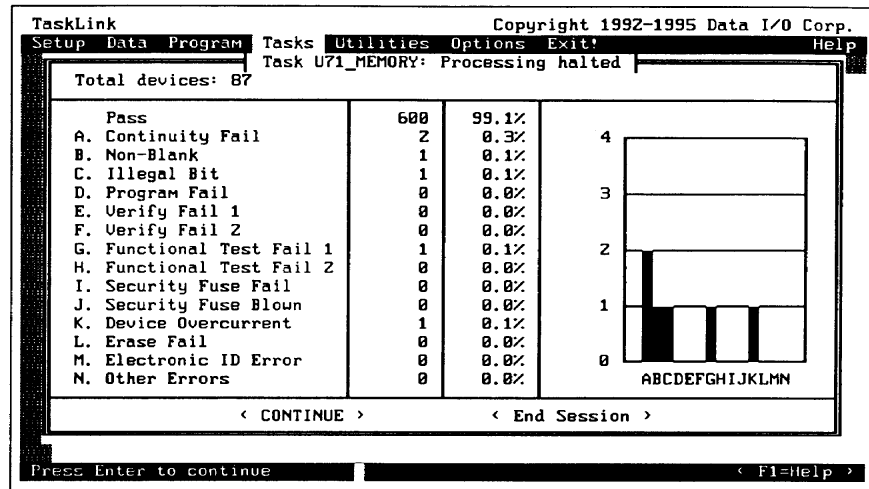 TaskLink Copyright 1992-1995 Data I/O Corp.
Setup Data Program Tasks Utilities Options Exit! Help
Task U71_MEMORY: Processing halted
Total devices: 87
Pass 600 99.1%
A. Continuity Fail 2 0.3%
B. Non-Blank 1 0.1%
C. Illegal Bit 1 0.1%
D. Program Fail 0 0.0%
E. Verify Fail 1 0 0.0%
F. Verify Fail 2 0 0.0%
G. Functional Test Fail 1 1 0.1%
H. Functional Test Fail 2 0 0.0%
I. Security Fuse Fail 0 0.0%
J. Security Fuse Blown 0 0.0%
K. Device Overcurrent 1 0.1%
L. Erase Fail 0 0.0%
M. Electronic ID Error 0 0.0%
N. Other Errors 0 0.0%
4
3
2
1
0
ABCDEFGHIJKLMN
< CONTINUE > < End Session >
Press Enter to continue < F1=Help >